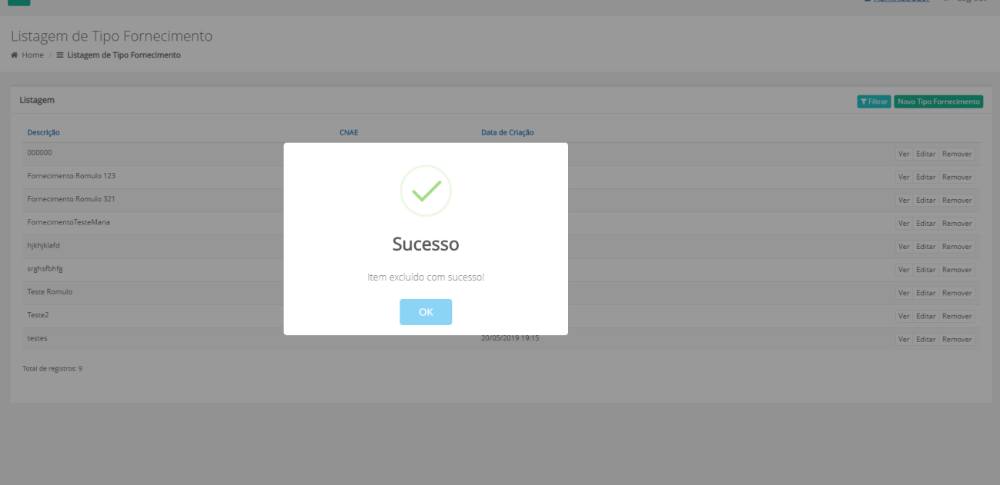 Listagem de Tipo Fornecimento
Home / Listagem de Tipo Fornecimento
Listagem
Filtrar Novo Tipo Fornecimento
Descrição CNAE Data de Criação
000000 Ver Editar Remover
Fornecimento Romulo 123 Ver Editar Remover
Fornecimento Romulo 321 Ver Editar Remover
FornecimentoTesteMaria Ver Editar Remover
hjkhjklafd Ver Editar Remover
srghsfbhfg Ver Editar Remover
Teste Romulo Ver Editar Remover
Teste2 Ver Editar Remover
testes 20/05/2019 19:15 Ver Editar Remover
Total de registros: 9
Sucesso
Item excluído com sucesso!
OK